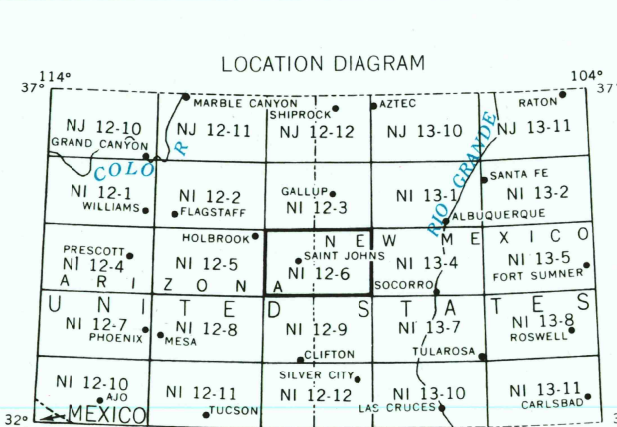 LOCATION DIAGRAM
114°
104°
37°
37°
MARBLE CANYON
SHIPROCK
AZTEC
RATON
NJ 12-10
NJ 12-11
NJ 12-12
NJ 13-10
NJ 13-11
GRAND CANYON
COLO R
RIO GRANDE
NI 12-1
NI 12-2
GALLUP
NI 12-3
NI 13-1
SANTA FE
NI 13-2
WILLIAMS
FLAGSTAFF
ALBUQUERQUE
HOLBROOK
NEW MEXICO
PRESCOTT
NI 12-4
NI 12-5
SAINT JOHNS
NI 12-6
NI 13-4
NI 13-5
FORT SUMNER
ARIZONA
SOCORRO
UNITED STATES
NI 12-7
PHOENIX
NI 12-8
MESA
NI 12-9
NI 13-7
NI 13-8
ROSWELL
CLIFTON
TULAROSA
NI 12-10
AJO
NI 12-11
TUCSON
SILVER CITY
NI 12-12
NI 13-10
LAS CRUCES
NI 13-11
CARLSBAD
32°
MEXICO